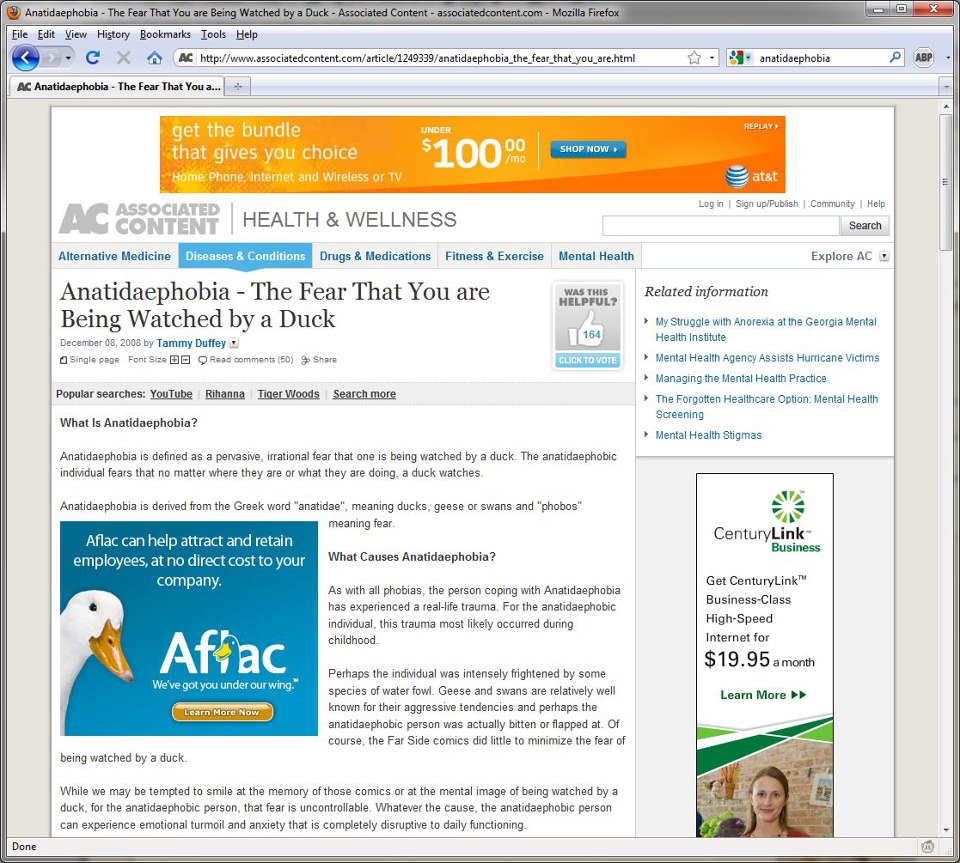 Anatidaephobia - The Fear That You are Being Watched by a Duck - Associated Content - associatedcontent.com - Mozilla Firefox
File Edit View History Bookmarks Tools Help
AC http://www.associatedcontent.com/article/1249339/anatidaephobia_the_fear_that_you_are.html
anatidaephobia
ABP
AC Anatidaephobia - The Fear That You a...
get the bundle
that gives you choice
Home Phone, Internet and Wireless or TV
UNDER
$100.00/mo
SHOP NOW
REPLAY
at&t
AC ASSOCIATED CONTENT
HEALTH & WELLNESS
Log in | Sign up/Publish | Community | Help
Search
Alternative Medicine Diseases & Conditions Drugs & Medications Fitness & Exercise Mental Health Explore AC
Anatidaephobia - The Fear That You are
Being Watched by a Duck
December 08, 2008 by Tammy Duffey
Single page Font Size Read comments (50) Share
WAS THIS
HELPFUL?
164
CLICK TO VOTE
Popular searches: YouTube | Rihanna | Tiger Woods | Search more
What Is Anatidaephobia?
Anatidaephobia is defined as a pervasive, irrational fear that one is being watched by a duck. The anatidaephobic
individual fears that no matter where they are or what they are doing, a duck watches.
Anatidaephobia is derived from the Greek word "anatidae", meaning ducks, geese or swans and "phobos"
meaning fear.
Aflac can help attract and retain
employees, at no direct cost to your
company.
Aflac
We've got you under our wing.™
Learn More Now
What Causes Anatidaephobia?
As with all phobias, the person coping with Anatidaephobia
has experienced a real-life trauma. For the anatidaephobic
individual, this trauma most likely occurred during
childhood.
Perhaps the individual was intensely frightened by some
species of water fowl. Geese and swans are relatively well
known for their aggressive tendencies and perhaps the
anatidaephobic person was actually bitten or flapped at. Of
course, the Far Side comics did little to minimize the fear of
being watched by a duck.
While we may be tempted to smile at the memory of those comics or at the mental image of being watched by a
duck, for the anatidaephobic person, that fear is uncontrollable. Whatever the cause, the anatidaephobic person
can experience emotional turmoil and anxiety that is completely disruptive to daily functioning.
Related information
My Struggle with Anorexia at the Georgia Mental
Health Institute
Mental Health Agency Assists Hurricane Victims
Managing the Mental Health Practice
The Forgotten Healthcare Option: Mental Health
Screening
Mental Health Stigmas
CenturyLink™
Business
Get CenturyLink™
Business-Class
High-Speed
Internet for
$19.95 a month
Learn More
Done